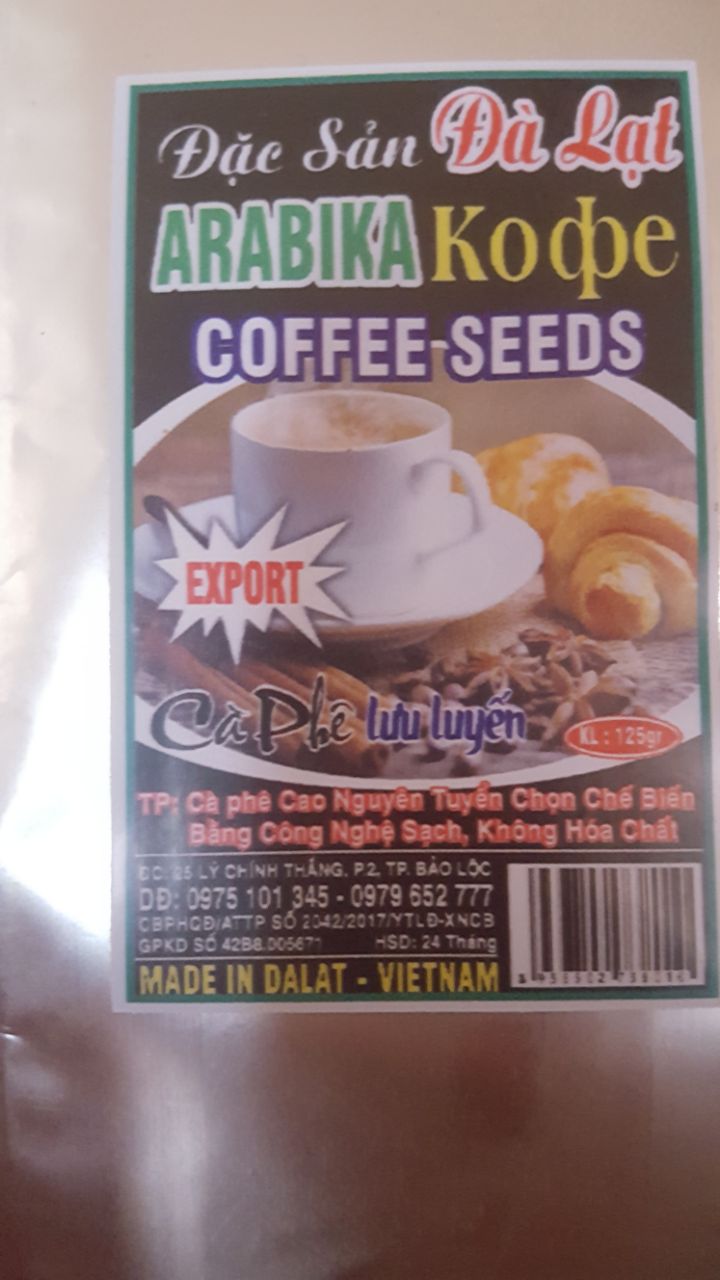 Đặc Sản Đà Lạt
ARABIKA Кофе
COFFEE SEEDS
EXPORT
Cà Phê lưu luyến
KL : 125gr
TP: Cà phê Cao Nguyên Tuyển Chọn Chế Biến
Bằng Công Nghệ Sạch, Không Hóa Chất
ĐC: 25 LÝ CHÍNH THẮNG, P2, TP. BẢO LỘC
DĐ: 0975 101 345 - 0979 652 777
CBPHQĐ/ATTP SỐ 2042/2017/YTLĐ-XNCB
GPKD SỐ 42B8.005671 HSD: 24 Tháng
MADE IN DALAT - VIETNAM